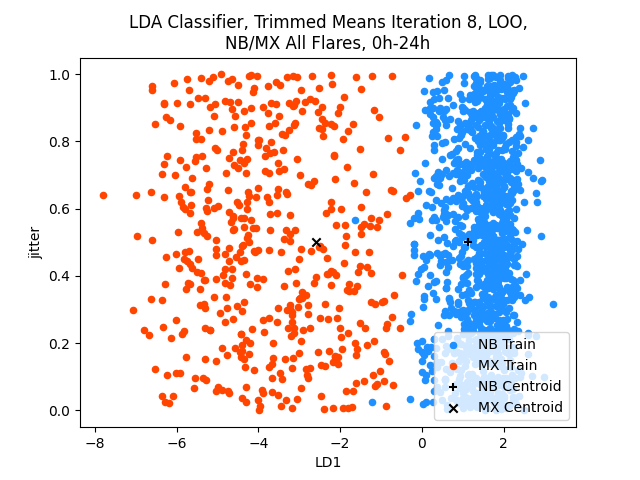 LDA Classifier, Trimmed Means Iteration 8, LOO,
NB/MX All Flares, 0h-24h
jitter
1.0
0.8
0.6
0.4
0.2
0.0
−8
−6
−4
−2
0
2
LD1
NB Train
MX Train
NB Centroid
MX Centroid